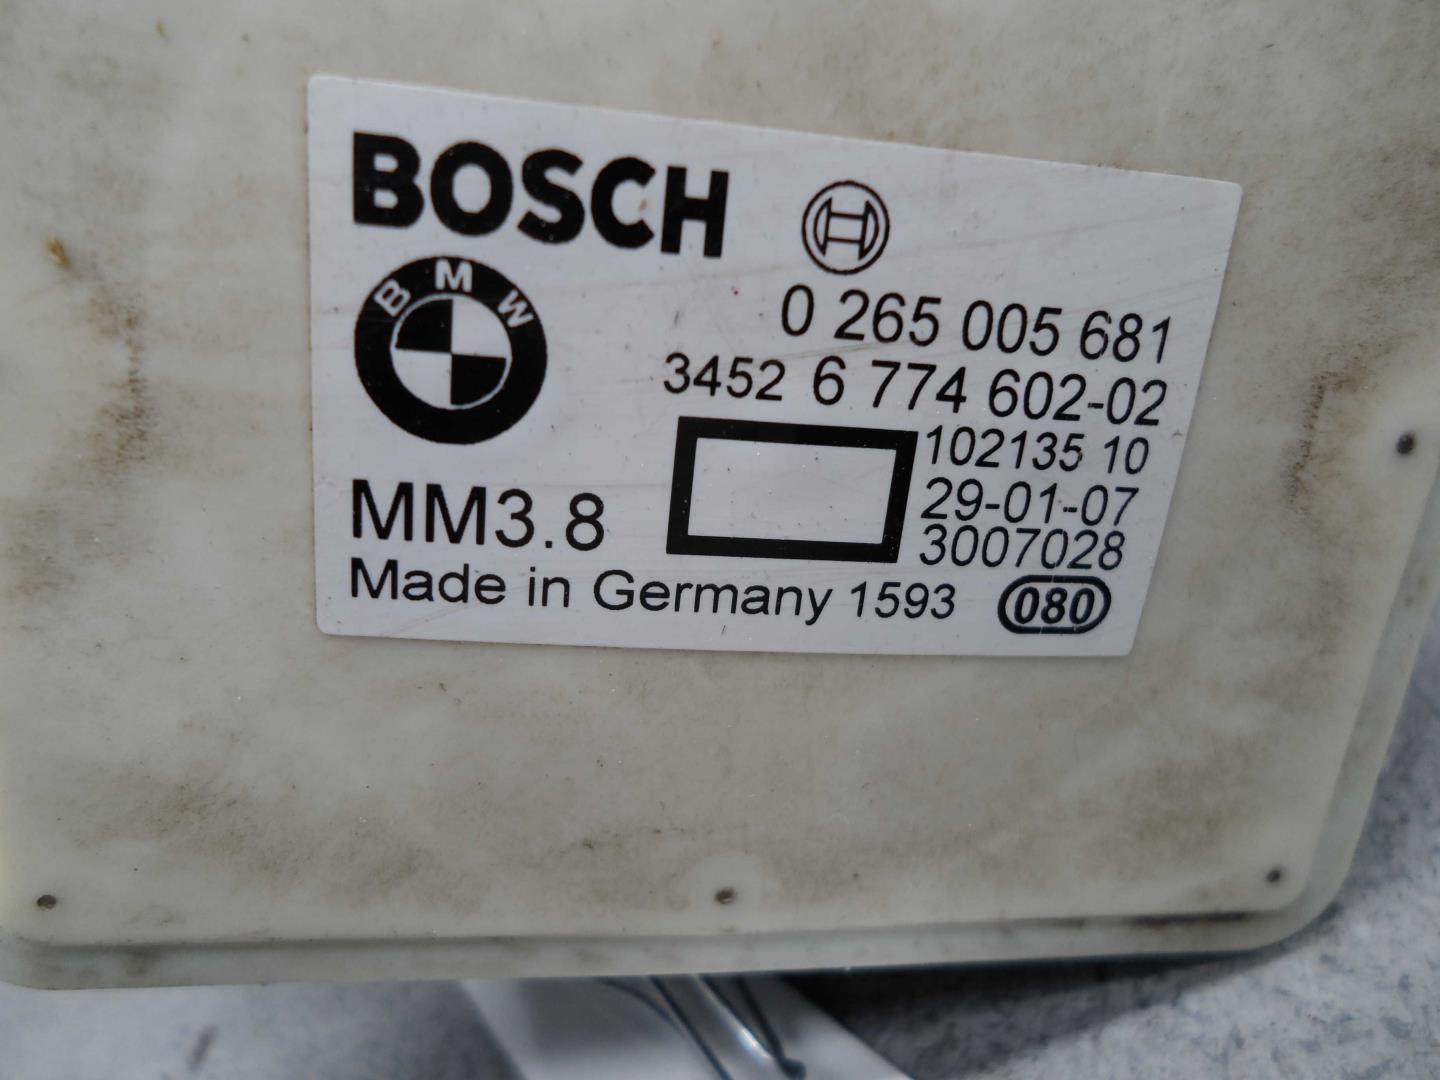 BOSCH
BMW
0 265 005 681
3452 6 774 602-02
102135 10
29-01-07
3007028
MM3.8
Made in Germany 1593
080